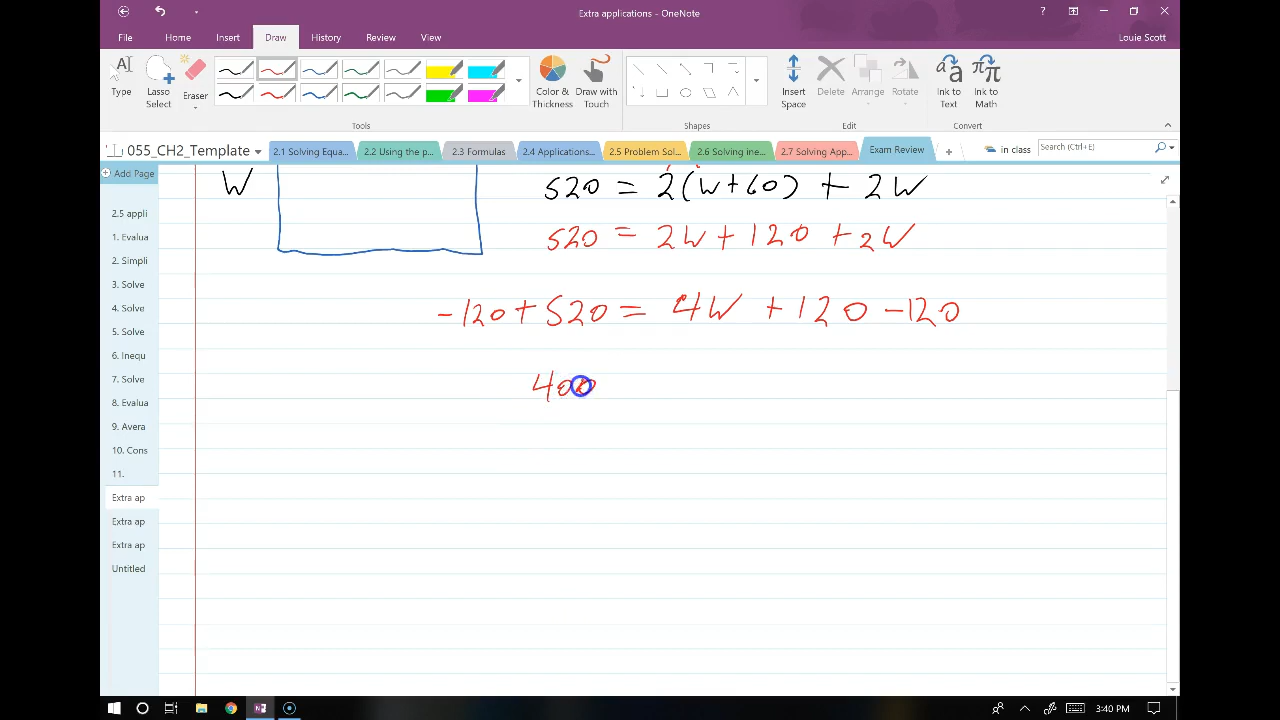 Extra applications - OneNote
File Home Insert Draw History Review View
Louie Scott
Type
Lasso Select
Eraser
Color & Thickness
Draw with Touch
Insert Space
Delete
Arrange
Rotate
Ink to Text
Ink to Math
Tools
Shapes
Edit
Convert
055_CH2_Template
2.1 Solving Equa...
2.2 Using the p...
2.3 Formulas
2.4 Applications...
2.5 Problem Sol...
2.6 Solving ine...
2.7 Solving App...
Exam Review
in class
Search (Ctrl+E)
Add Page
2.5 appli
1. Evalua
2. Simpli
3. Solve
4. Solve
5. Solve
6. Inequ
7. Solve
8. Evalua
9. Avera
10. Cons
11.
Extra ap
Extra ap
Extra ap
Untitled
W
520 = 2(W+60) + 2W
520 = 2W + 120 + 2W
-120 + 520 = 4W + 120 - 120
400
3:40 PM